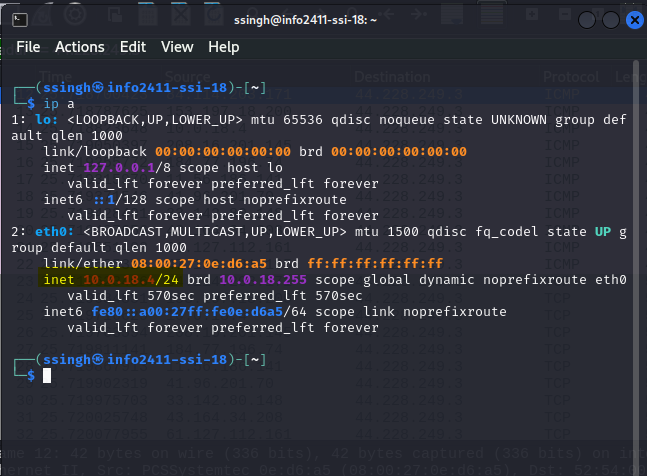 ssingh@info2411-ssi-18: ~
File Actions Edit View Help
Time Source Destination Protocol Leng
┌──(ssingh㉿info2411-ssi-18)-[~]
└─$ ip a
1: lo: <LOOPBACK,UP,LOWER_UP> mtu 65536 qdisc noqueue state UNKNOWN group def
ault qlen 1000
link/loopback 00:00:00:00:00:00 brd 00:00:00:00:00:00
inet 127.0.0.1/8 scope host lo
valid_lft forever preferred_lft forever
inet6 ::1/128 scope host noprefixroute
valid_lft forever preferred_lft forever
2: eth0: <BROADCAST,MULTICAST,UP,LOWER_UP> mtu 1500 qdisc fq_codel state UP g
roup default qlen 1000
link/ether 08:00:27:0e:d6:a5 brd ff:ff:ff:ff:ff:ff
inet 10.0.18.4/24 brd 10.0.18.255 scope global dynamic noprefixroute eth0
valid_lft 570sec preferred_lft 570sec
inet6 fe80::a00:27ff:fe0e:d6a5/64 scope link noprefixroute
valid_lft forever preferred_lft forever
┌──(ssingh㉿info2411-ssi-18)-[~]
└─$
ame 12: 42 bytes on wire (336 bits), 42 bytes captured (336 bits) on int
hernet II, Src: PCSSystemtec 0e:d6:a5 (08:00:27:0e:d6:a5), Dst: